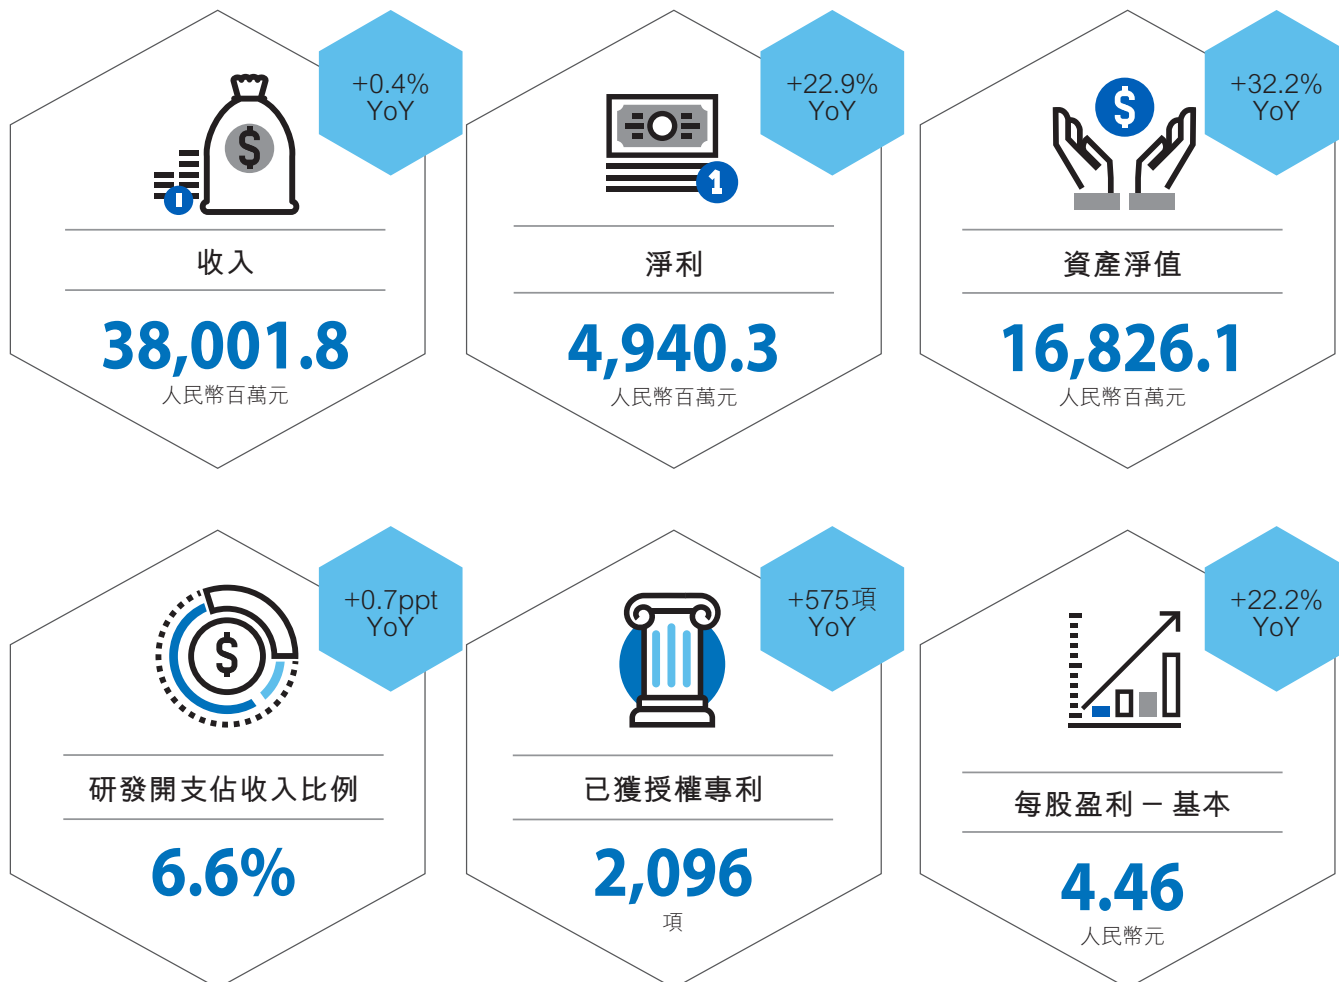 +0.4%
YoY
收入
38,001.8
人民幣百萬元
+22.9%
YoY
淨利
4,940.3
人民幣百萬元
+32.2%
YoY
資產淨值
16,826.1
人民幣百萬元
+0.7ppt
YoY
研發開支佔收入比例
6.6%
+575項
YoY
已獲授權專利
2,096
項
+22.2%
YoY
每股盈利 – 基本
4.46
人民幣元